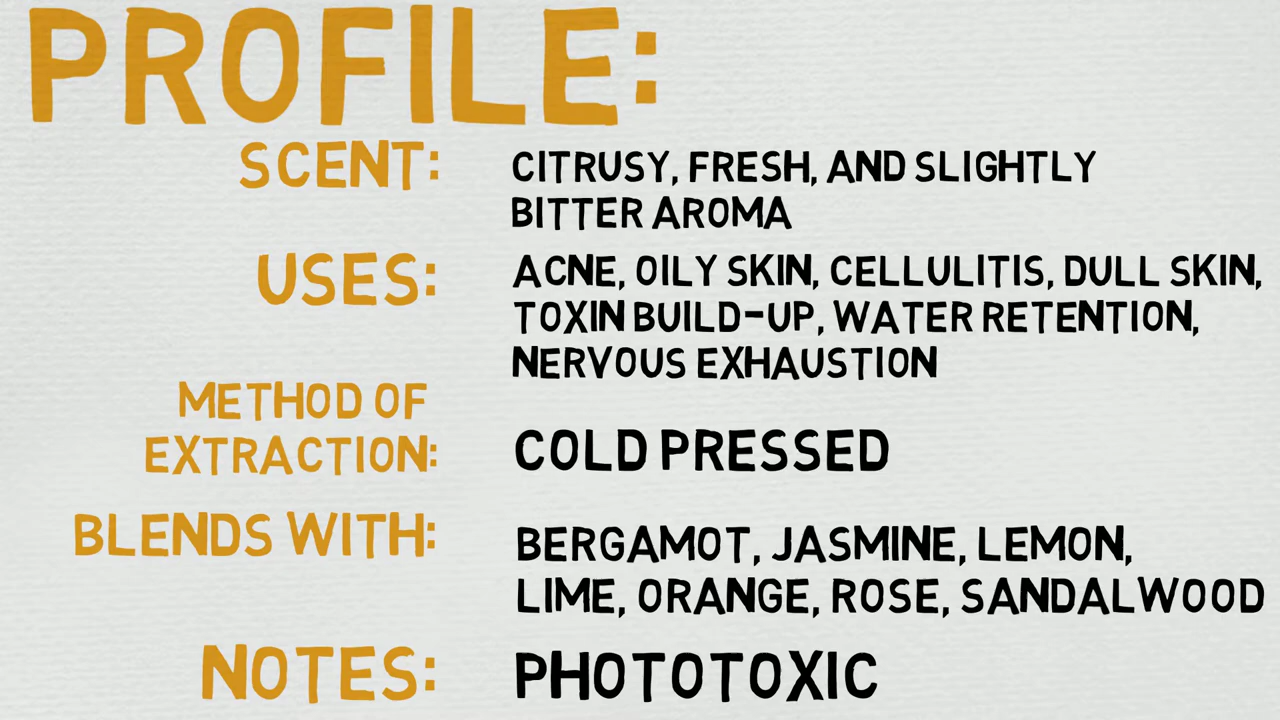 PROFILE:
SCENT: CITRUSY, FRESH, AND SLIGHTLY
BITTER AROMA
USES: ACNE, OILY SKIN, CELLULITIS, DULL SKIN,
TOXIN BUILD-UP, WATER RETENTION,
NERVOUS EXHAUSTION
METHOD OF
EXTRACTION: COLD PRESSED
BLENDS WITH: BERGAMOT, JASMINE, LEMON,
LIME, ORANGE, ROSE, SANDALWOOD
NOTES: PHOTOTOXIC